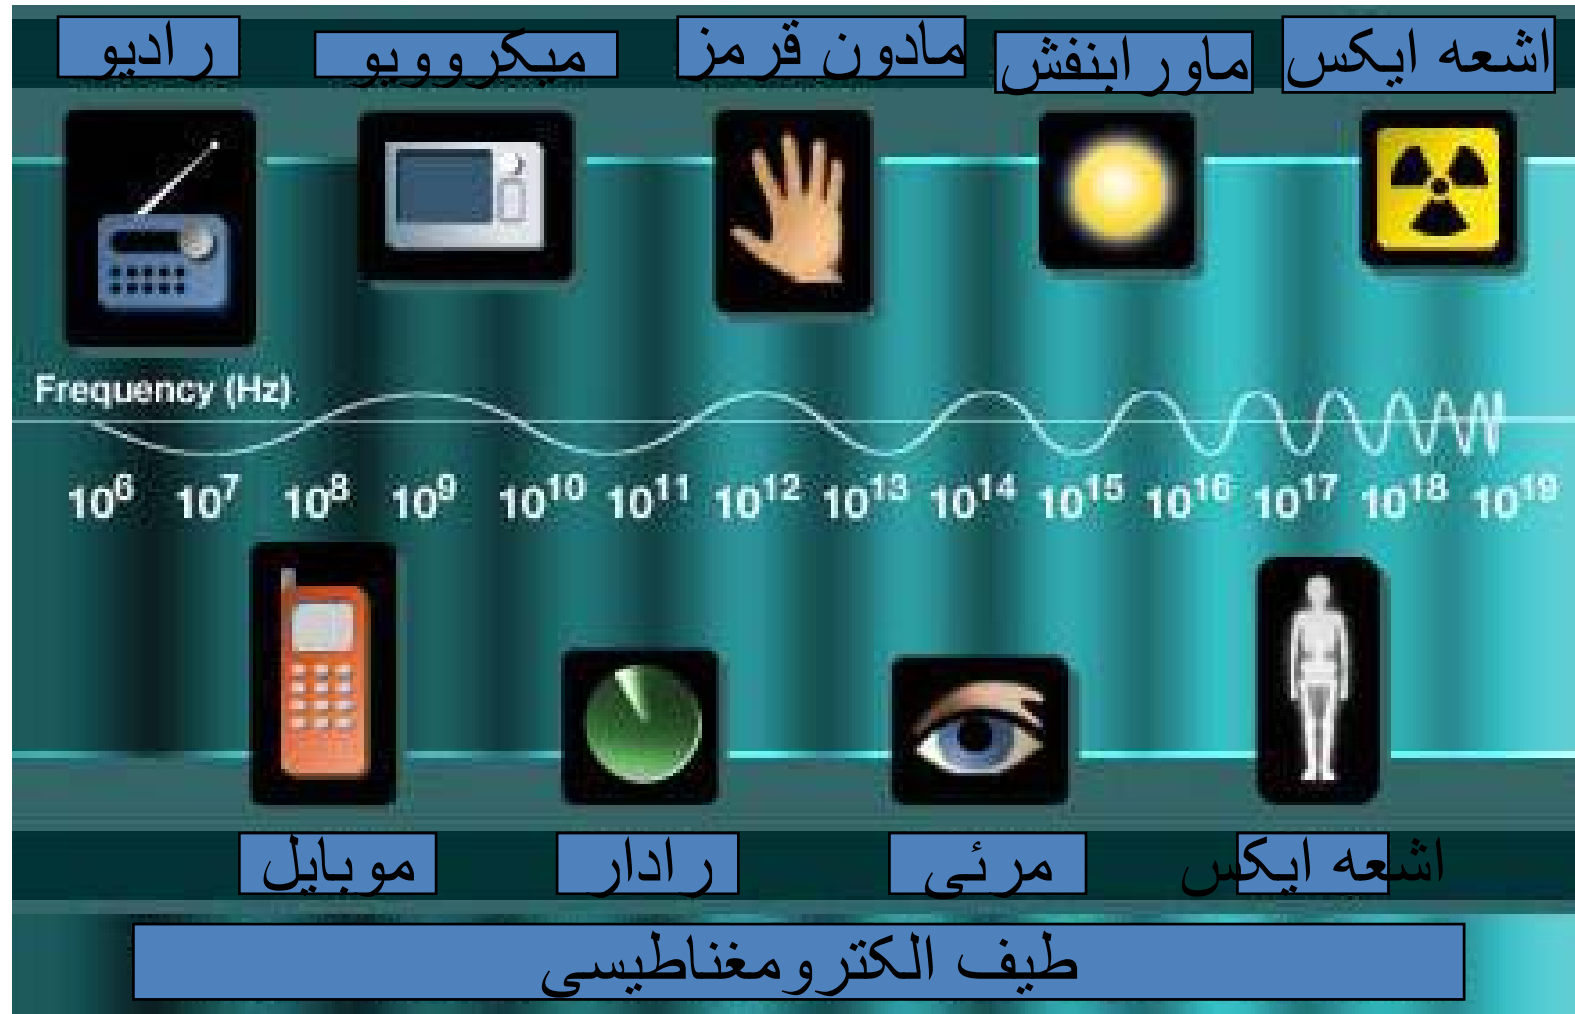 رادیو
میکروویو
مادون قرمز
ماورابنفش
اشعه ایکس
Frequency (Hz)
10⁶ 10⁷ 10⁸ 10⁹ 10¹⁰ 10¹¹ 10¹² 10¹³ 10¹⁴ 10¹⁵ 10¹⁶ 10¹⁷ 10¹⁸ 10¹⁹
موبایل
رادار
مرئی
اشعه ایکس
طیف الکترومغناطیسی